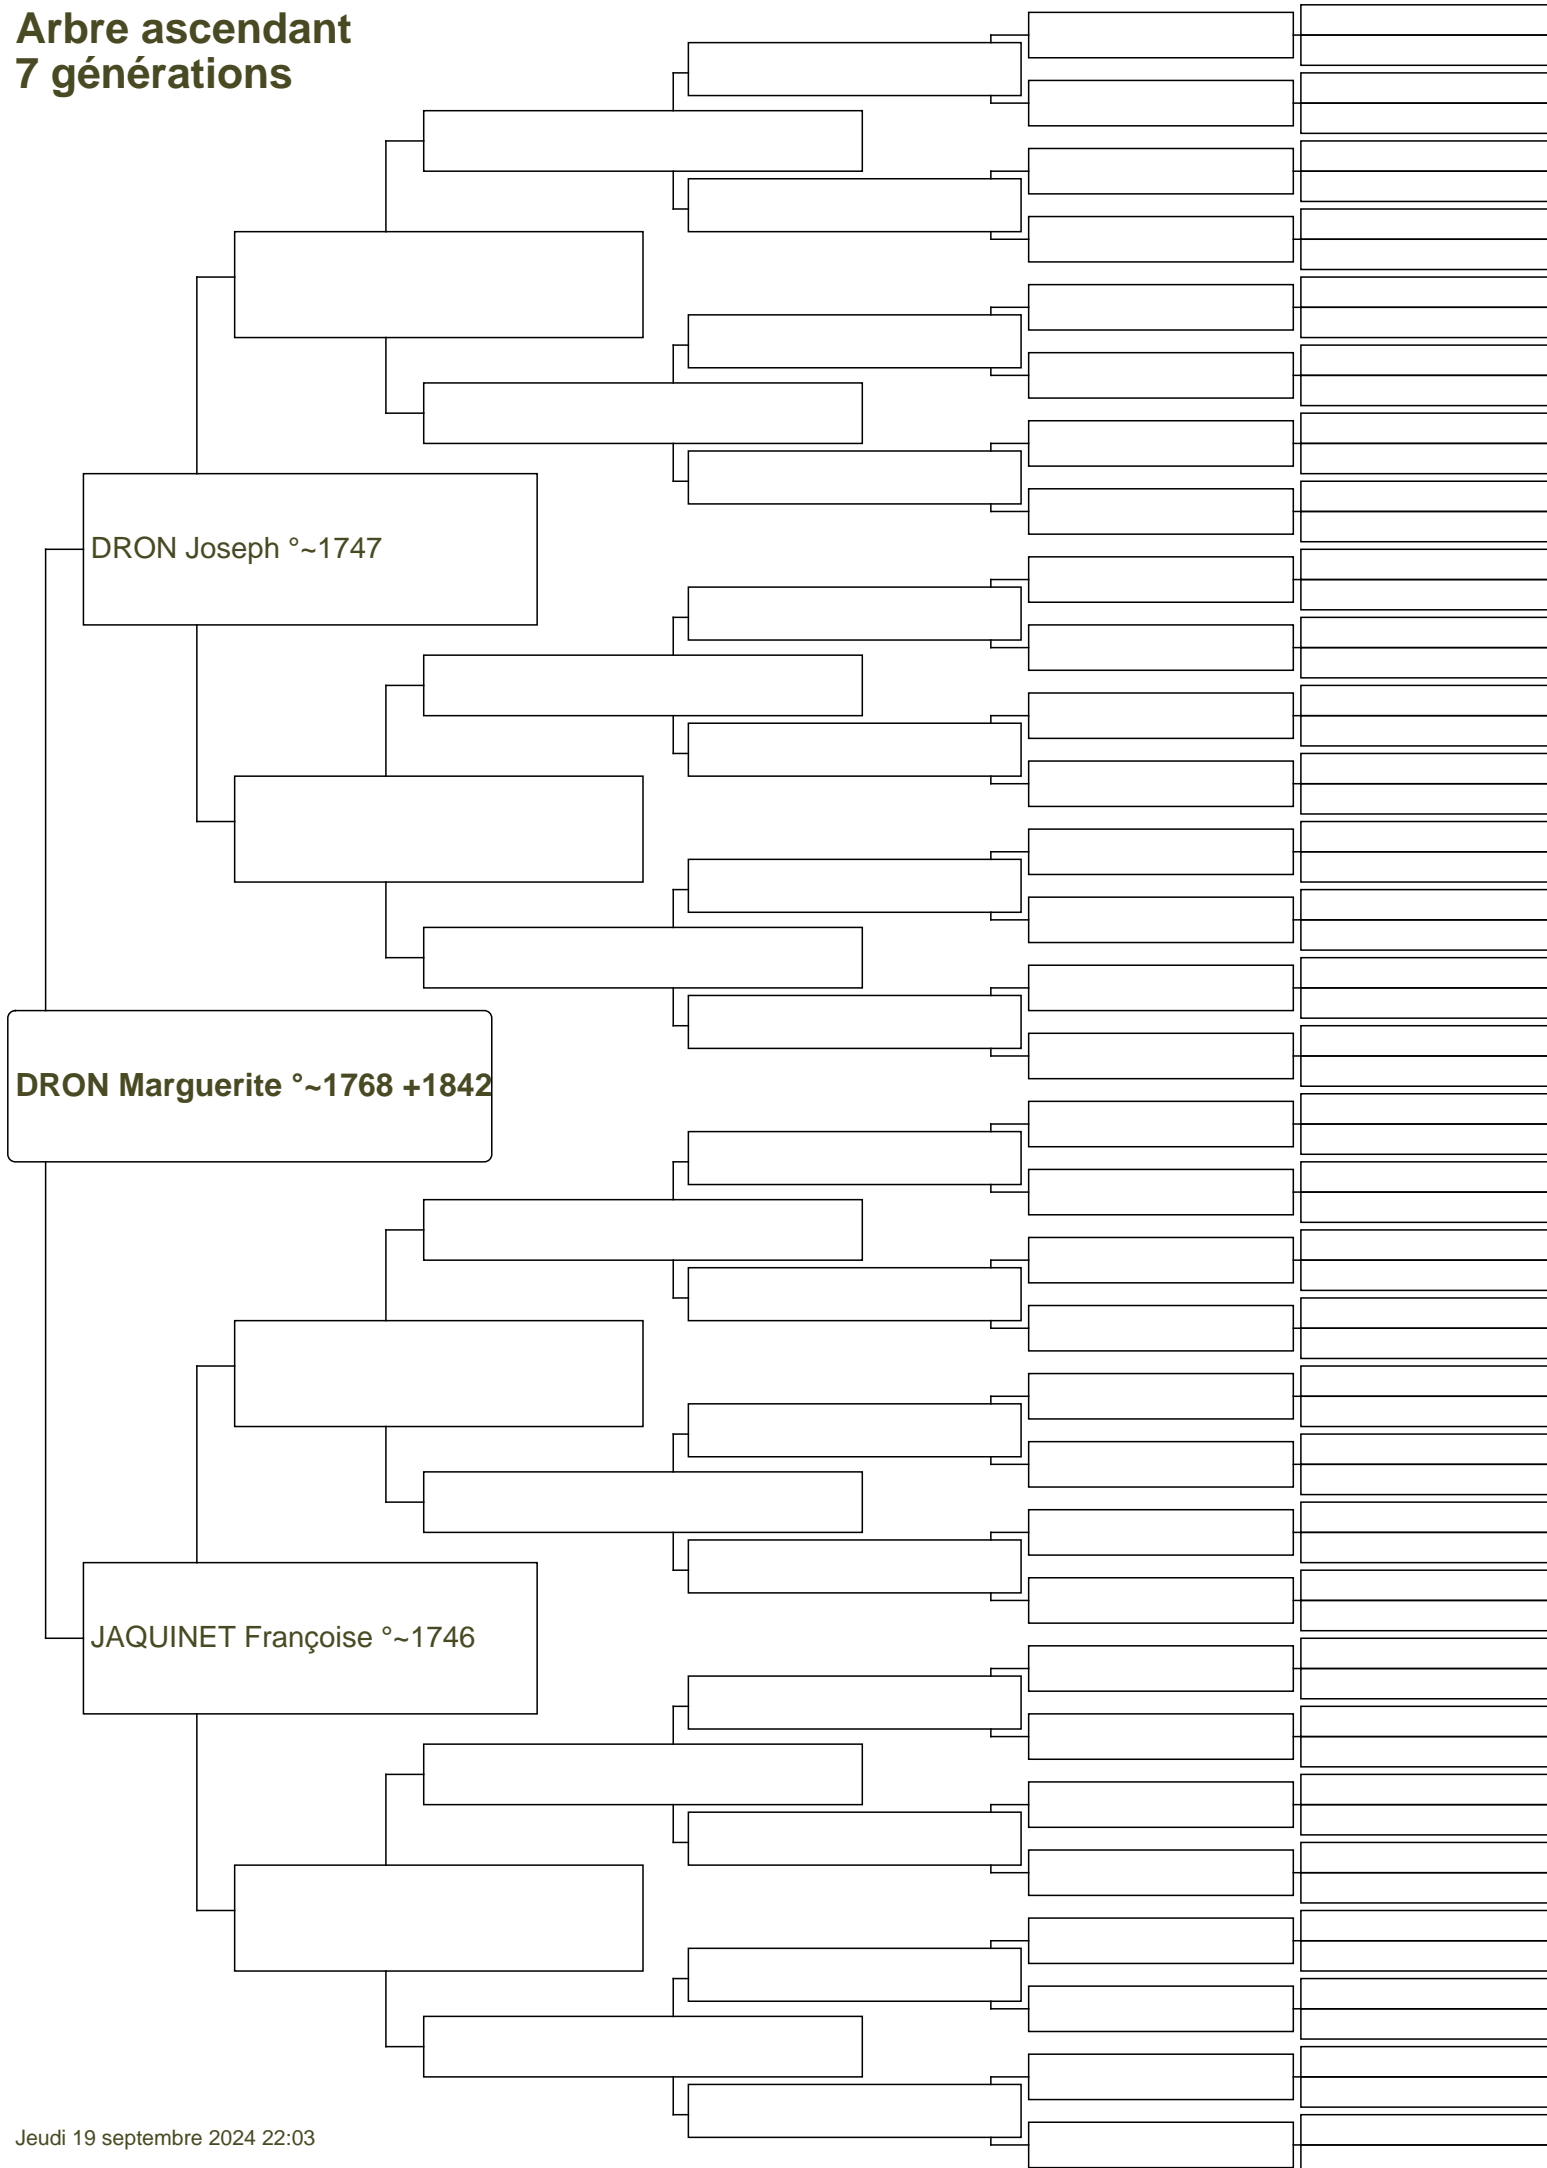 Arbre ascendant
7 générations
DRON Joseph °~1747
DRON Marguerite °~1768 +1842
JAQUINET Françoise °~1746
Jeudi 19 septembre 2024 22:03